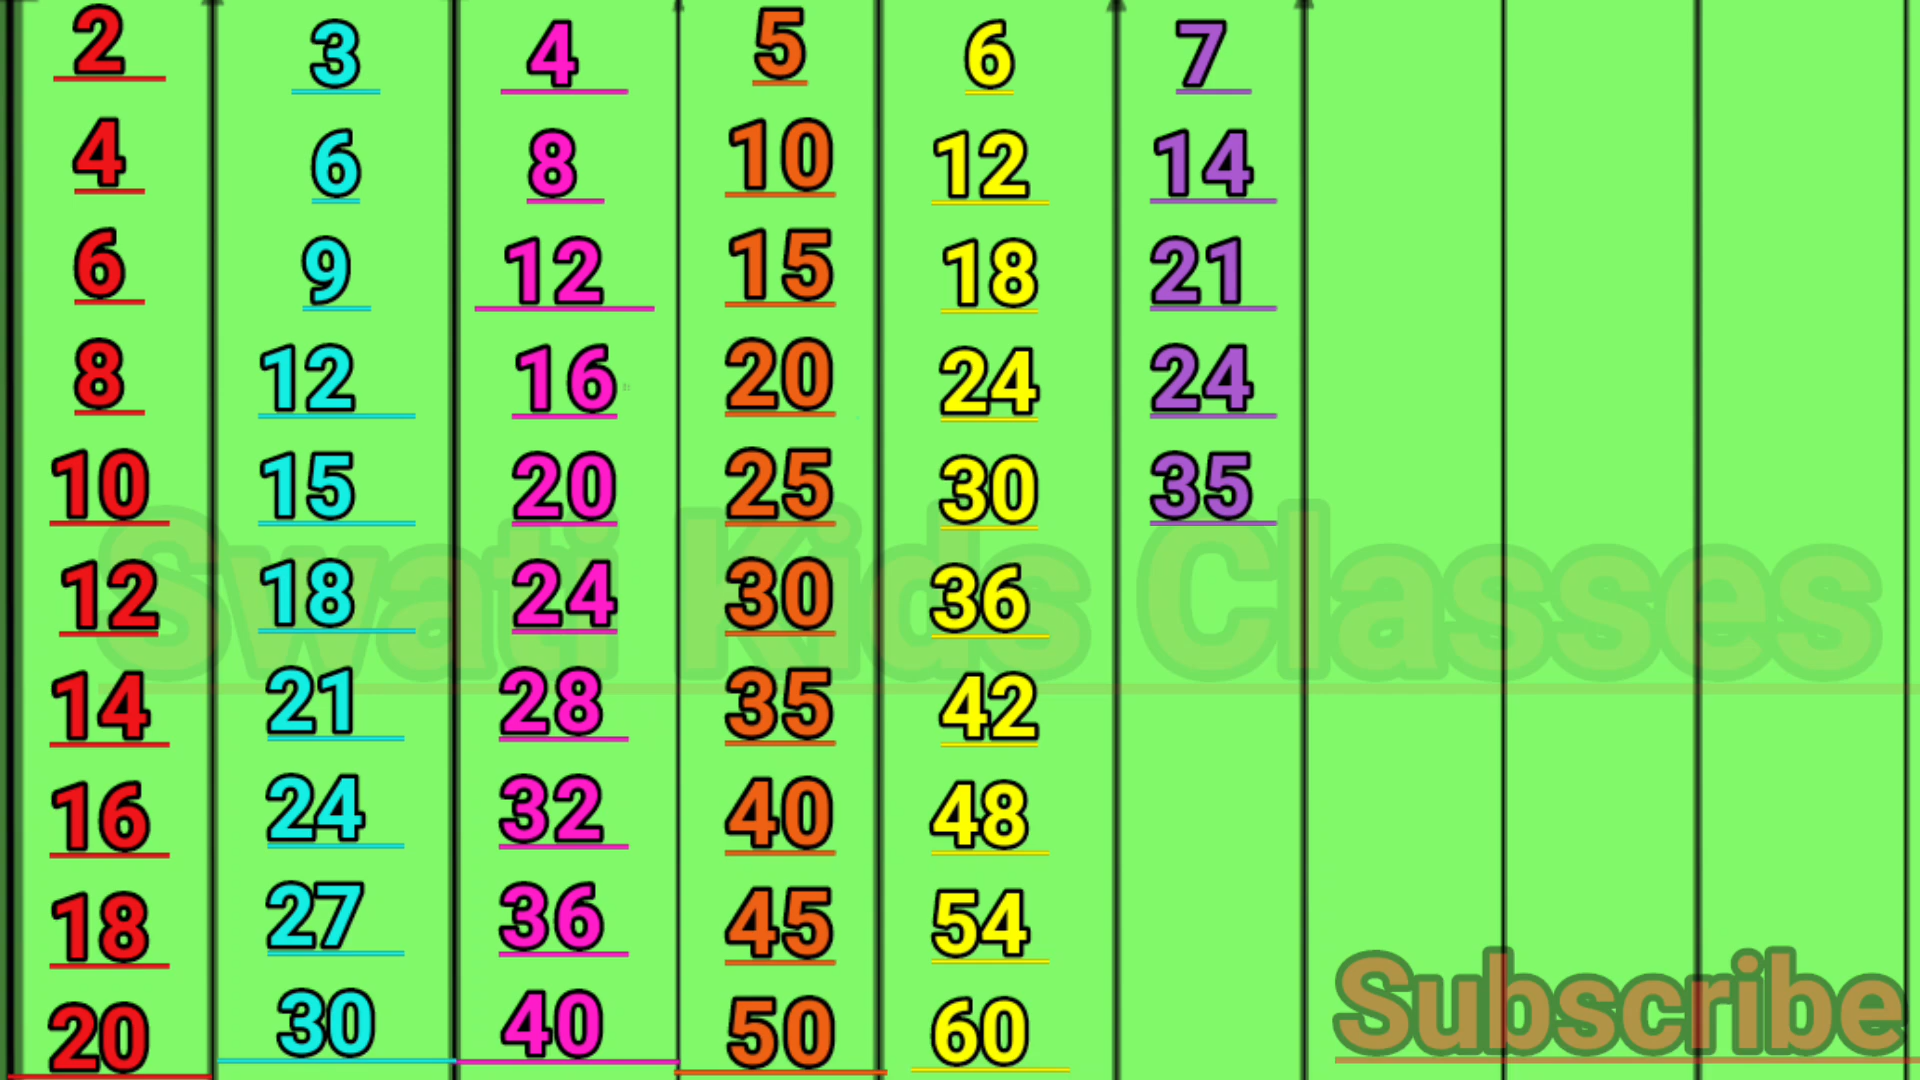 2 3 4 5 6 7
4 6 8 10 12 14
6 9 12 15 18 21
8 12 16 20 24 24
10 15 20 25 30 35
12 18 24 30 36
14 21 28 35 42
16 24 32 40 48
18 27 36 45 54
20 30 40 50 60
Swati Kids Classes
Subscribe